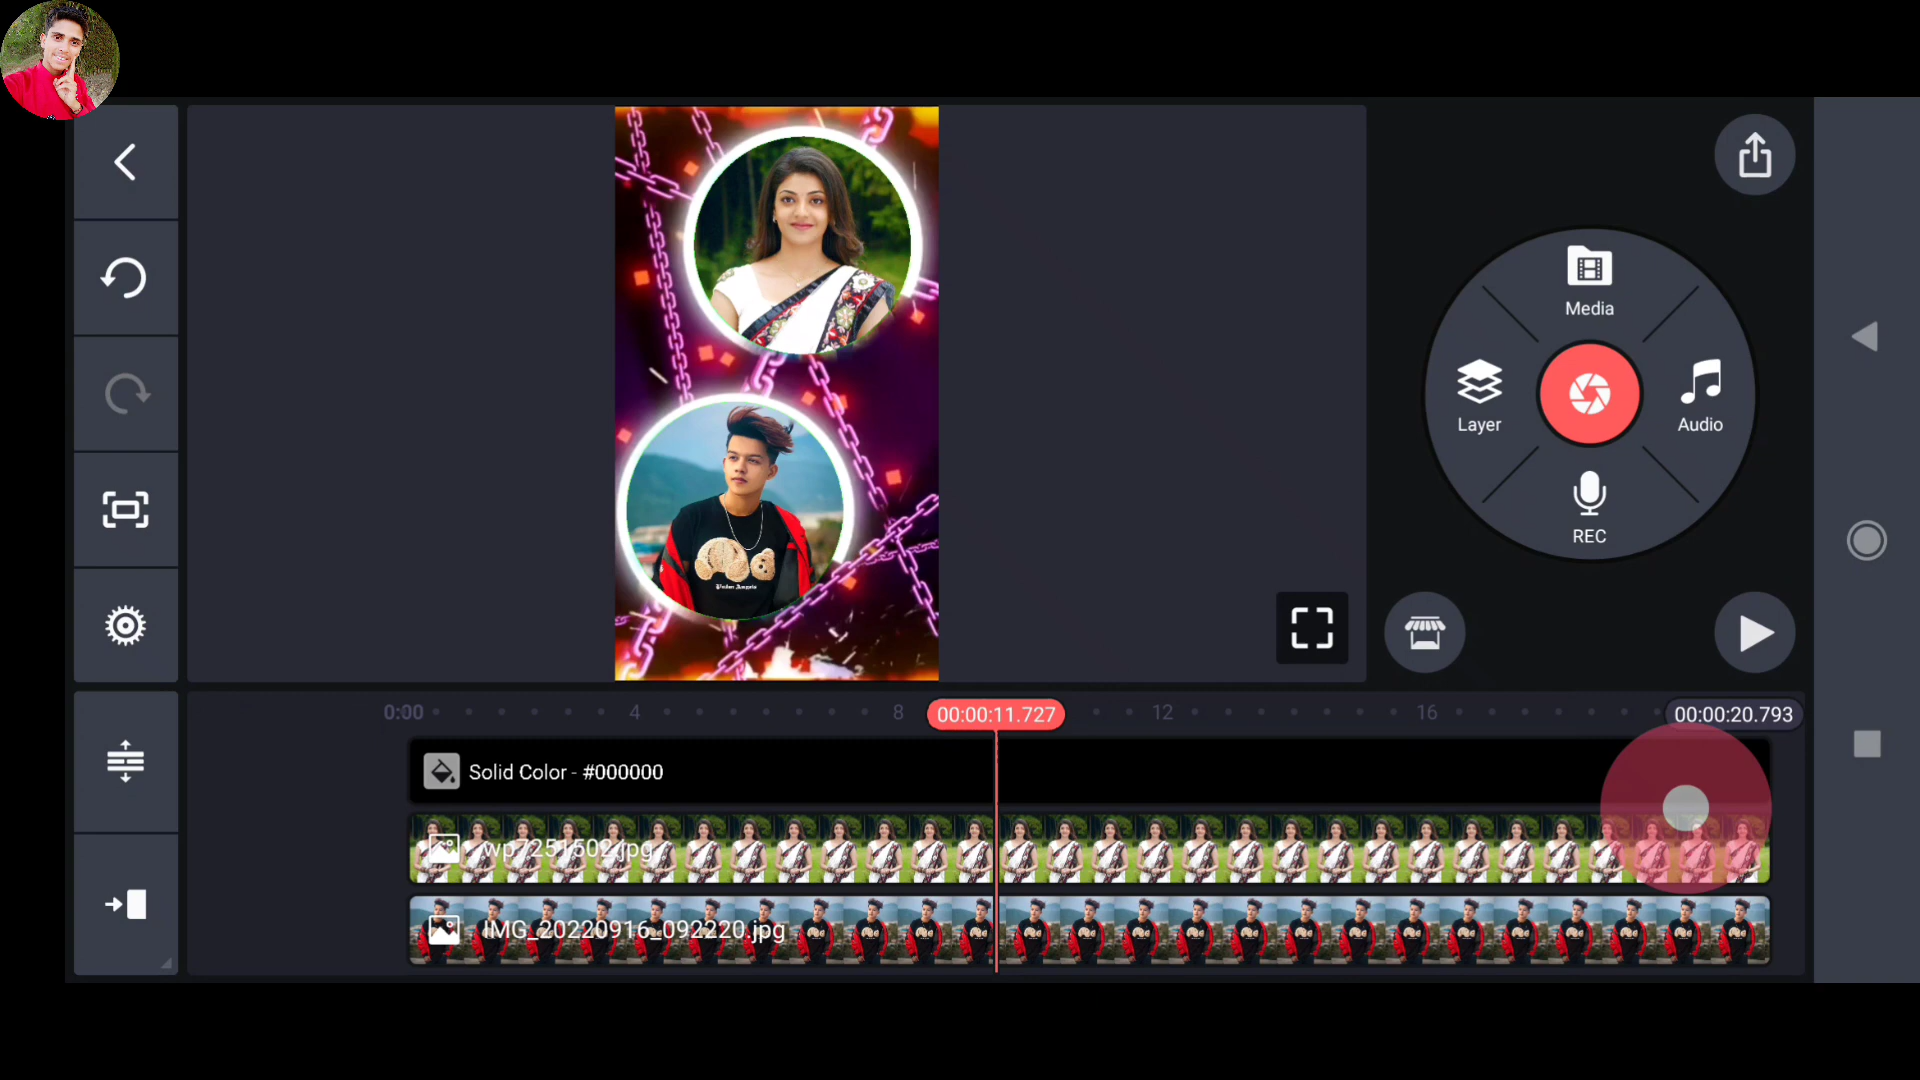 Media
Layer
Audio
REC
0:00
4
8
00:00:11.727
12
16
00:00:20.793
Solid Color - #000000
wp7251502.jpg
IMG_20220916_092220.jpg